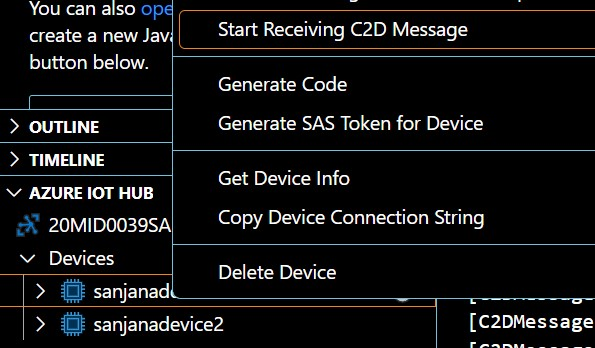 You can also ope
create a new Java
button below.
Start Receiving C2D Message
Generate Code
Generate SAS Token for Device
Get Device Info
Copy Device Connection String
Delete Device
OUTLINE
TIMELINE
AZURE IOT HUB
20MID0039SA
Devices
sanjanade
sanjanadevice2
[C2DMessage
[C2DMessage
[C2DMessage